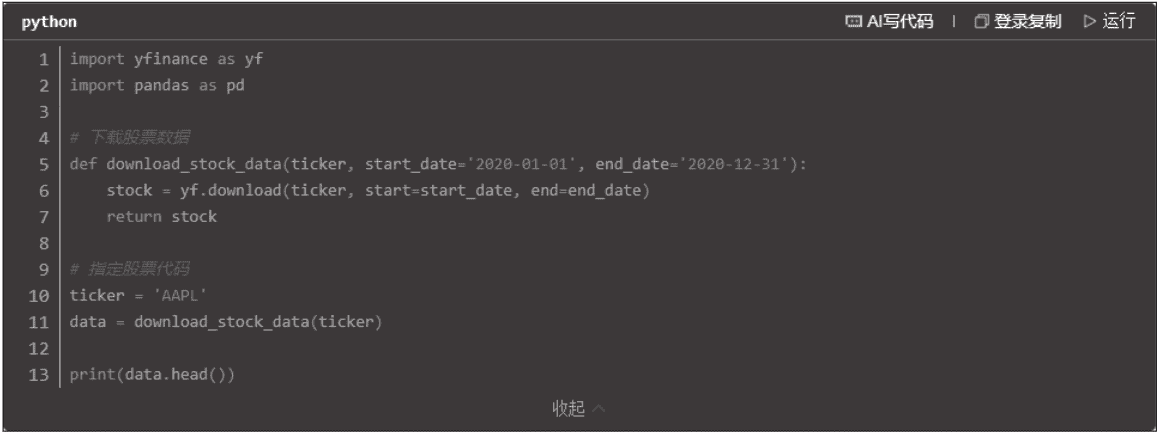 python AI写代码 登录复制 运行
1 import yfinance as yf
2 import pandas as pd
3
4 # 下载股票数据
5 def download_stock_data(ticker, start_date='2020-01-01', end_date='2020-12-31'):
6     stock = yf.download(ticker, start=start_date, end=end_date)
7     return stock
8
9 # 指定股票代码
10 ticker = 'AAPL'
11 data = download_stock_data(ticker)
12
13 print(data.head())
收起